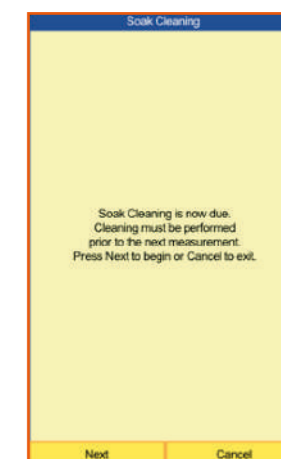 Soak Cleaning
Soak Cleaning is now due.
Cleaning must be performed
prior to the next measurement.
Press Next to begin or Cancel to exit.
Next Cancel